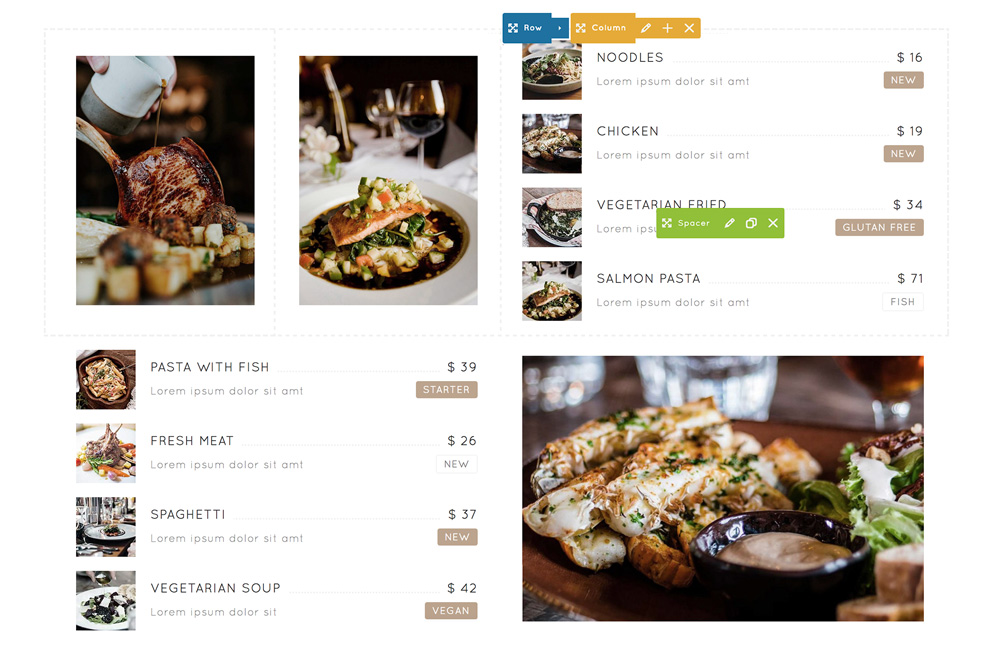 Row
Column
NOODLES $ 16
Lorem ipsum dolor sit amt NEW
CHICKEN $ 19
Lorem ipsum dolor sit amt NEW
VEGETARIAN FRIED $ 34
Lorem ipsu
Spacer
GLUTAN FREE
SALMON PASTA $ 71
Lorem ipsum dolor sit amt FISH
PASTA WITH FISH $ 39
Lorem ipsum dolor sit amt STARTER
FRESH MEAT $ 26
Lorem ipsum dolor sit amt NEW
SPAGHETTI $ 37
Lorem ipsum dolor sit amt NEW
VEGETARIAN SOUP $ 42
Lorem ipsum dolor sit VEGAN